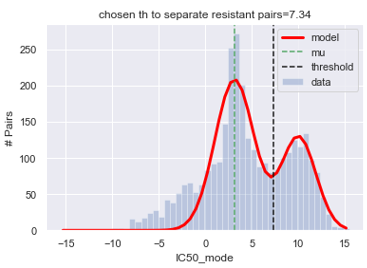 chosen th to separate resistant pairs=7.34
model
mu
threshold
data
# Pairs
250
200
150
100
50
0
−15 −10 −5 0 5 10 15
IC50_mode